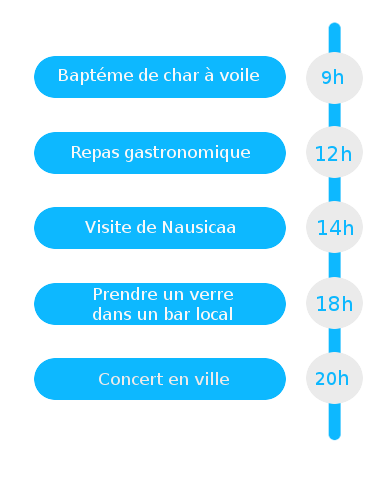 Baptéme de char à voile
9h
Repas gastronomique
12h
Visite de Nausicaa
14h
Prendre un verre
dans un bar local
18h
Concert en ville
20h